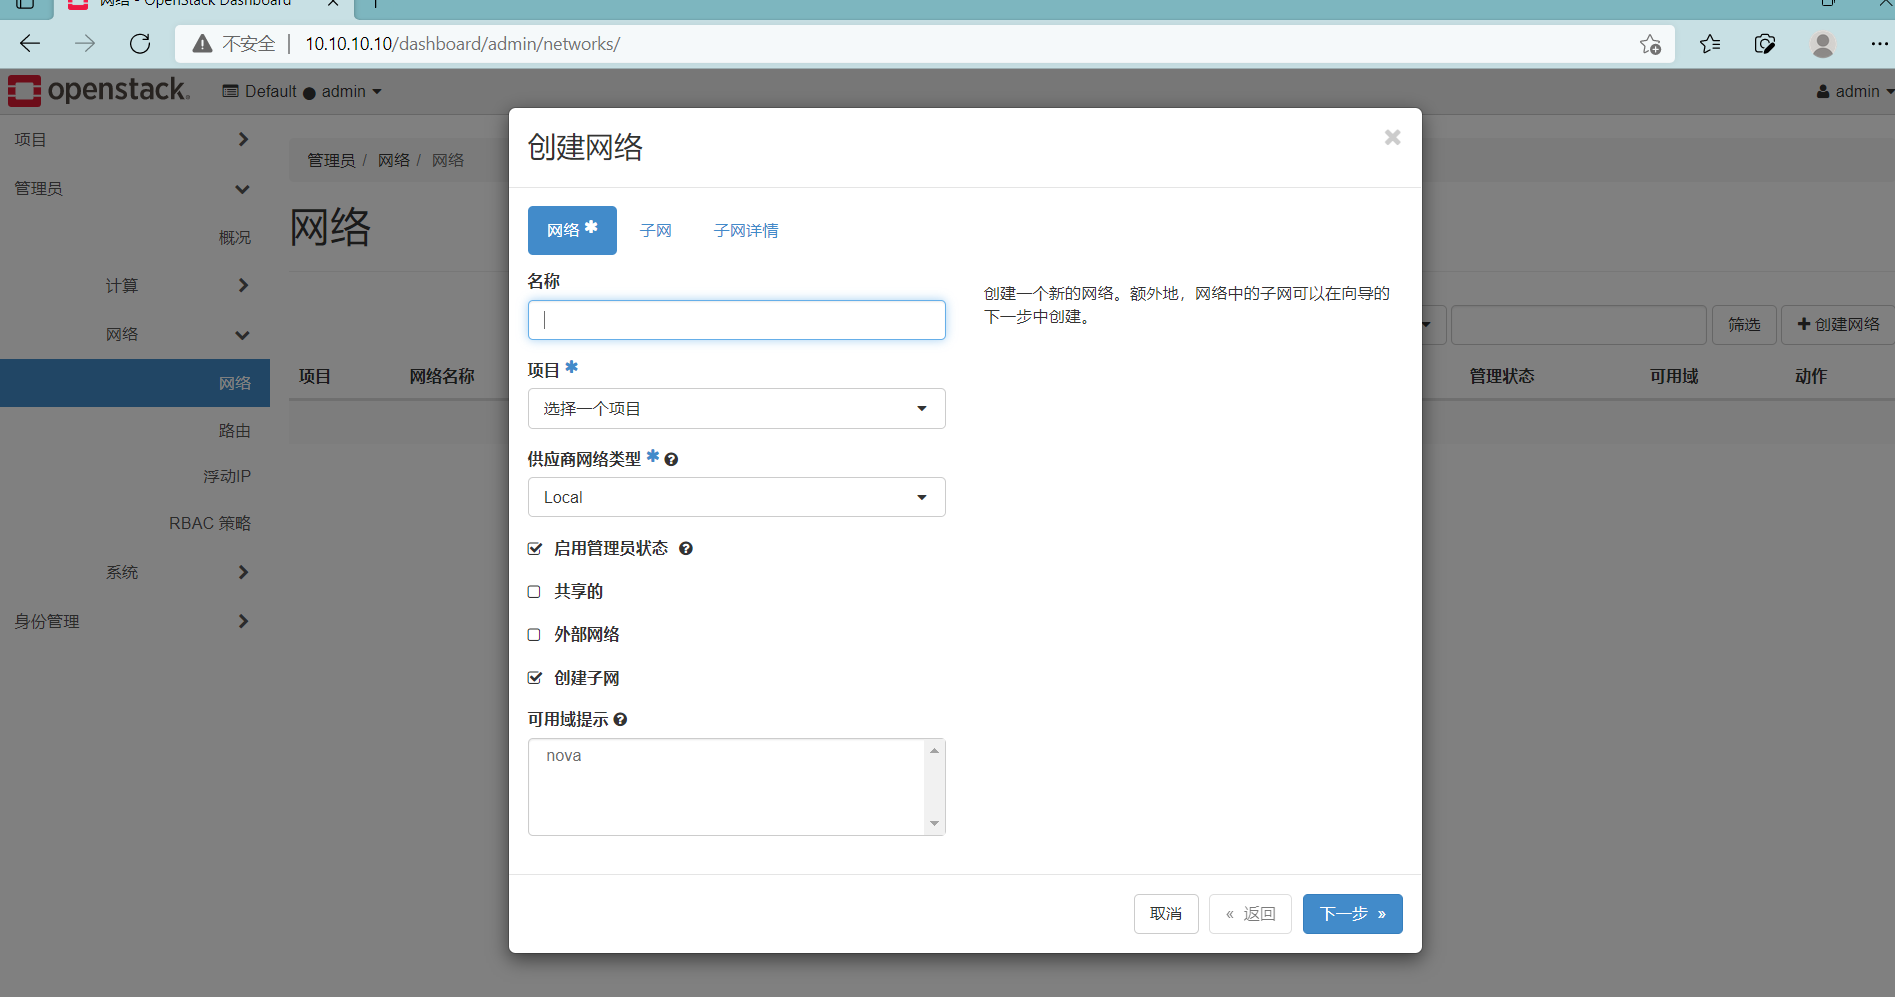 网络 - OpenStack Dashboard
不安全
10.10.10.10/dashboard/admin/networks/
openstack.
Default ● admin
admin
项目
管理员
概况
计算
网络
网络
路由
浮动IP
RBAC 策略
系统
身份管理
管理员 / 网络 / 网络
网络
筛选
+创建网络
项目
网络名称
管理状态
可用域
动作
创建网络
网络 *
子网
子网详情
名称
创建一个新的网络。额外地，网络中的子网可以在向导的
下一步中创建。
项目 *
选择一个项目
供应商网络类型 * ?
Local
启用管理员状态 ?
共享的
外部网络
创建子网
可用域提示 ?
nova
取消
« 返回
下一步 »